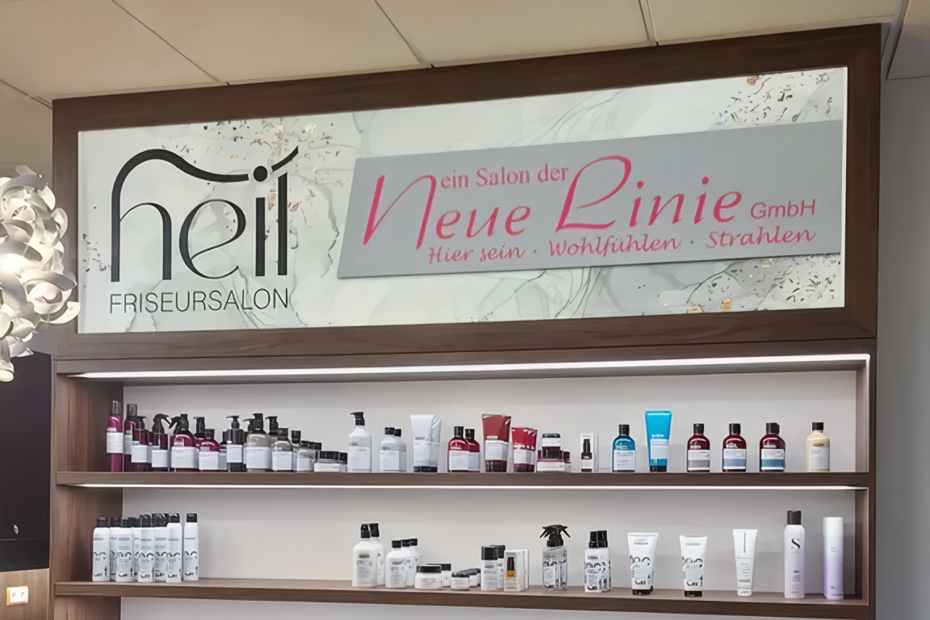 heil
FRISEURSALON
ein Salon der
Neue Linie GmbH
Hier sein · Wohlfühlen · Strahlen